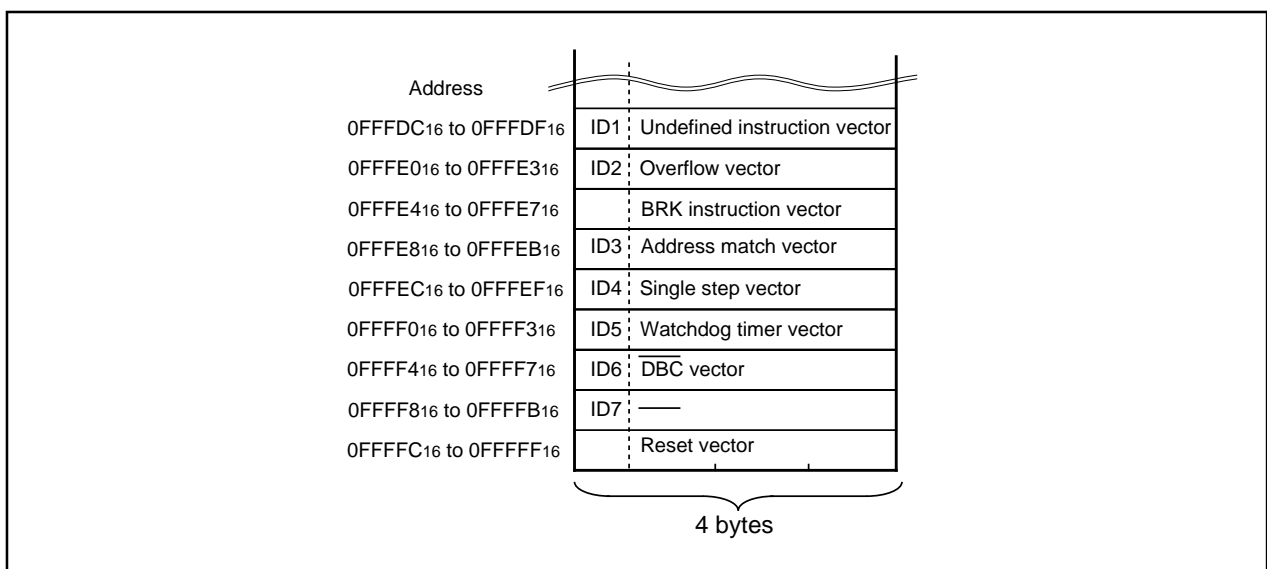 Address
0FFFDC16 to 0FFFDF16 ID1 Undefined instruction vector
0FFFE016 to 0FFFE316 ID2 Overflow vector
0FFFE416 to 0FFFE716 BRK instruction vector
0FFFE816 to 0FFFEB16 ID3 Address match vector
0FFFEC16 to 0FFFEF16 ID4 Single step vector
0FFFF016 to 0FFFF316 ID5 Watchdog timer vector
0FFFF416 to 0FFFF716 ID6 DBC vector
0FFFF816 to 0FFFFB16 ID7 —
0FFFFC16 to 0FFFFF16 Reset vector
4 bytes